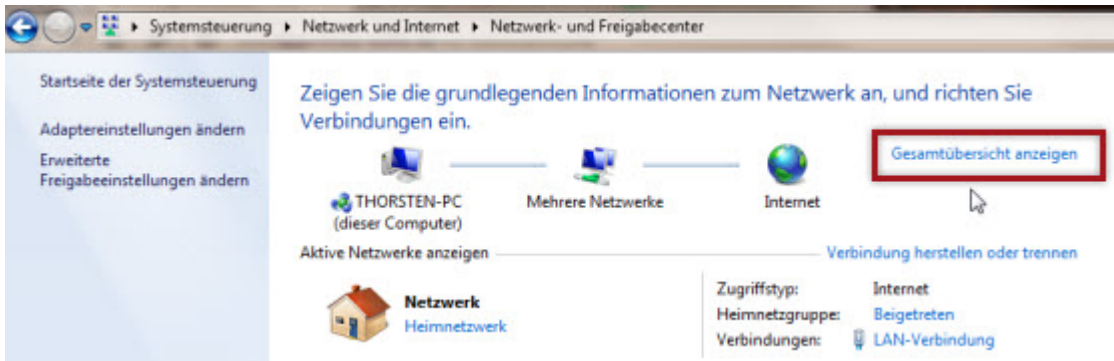 Systemsteuerung ▸ Netzwerk und Internet ▸ Netzwerk- und Freigabecenter
Startseite der Systemsteuerung
Adaptereinstellungen ändern
Erweiterte
Freigabeeinstellungen ändern
Zeigen Sie die grundlegenden Informationen zum Netzwerk an, und richten Sie
Verbindungen ein.
Gesamtübersicht anzeigen
THORSTEN-PC
(dieser Computer)
Mehrere Netzwerke
Internet
Aktive Netzwerke anzeigen
Verbindung herstellen oder trennen
Netzwerk
Heimnetzwerk
Zugriffstyp: Internet
Heimnetzgruppe: Beigetreten
Verbindungen: LAN-Verbindung